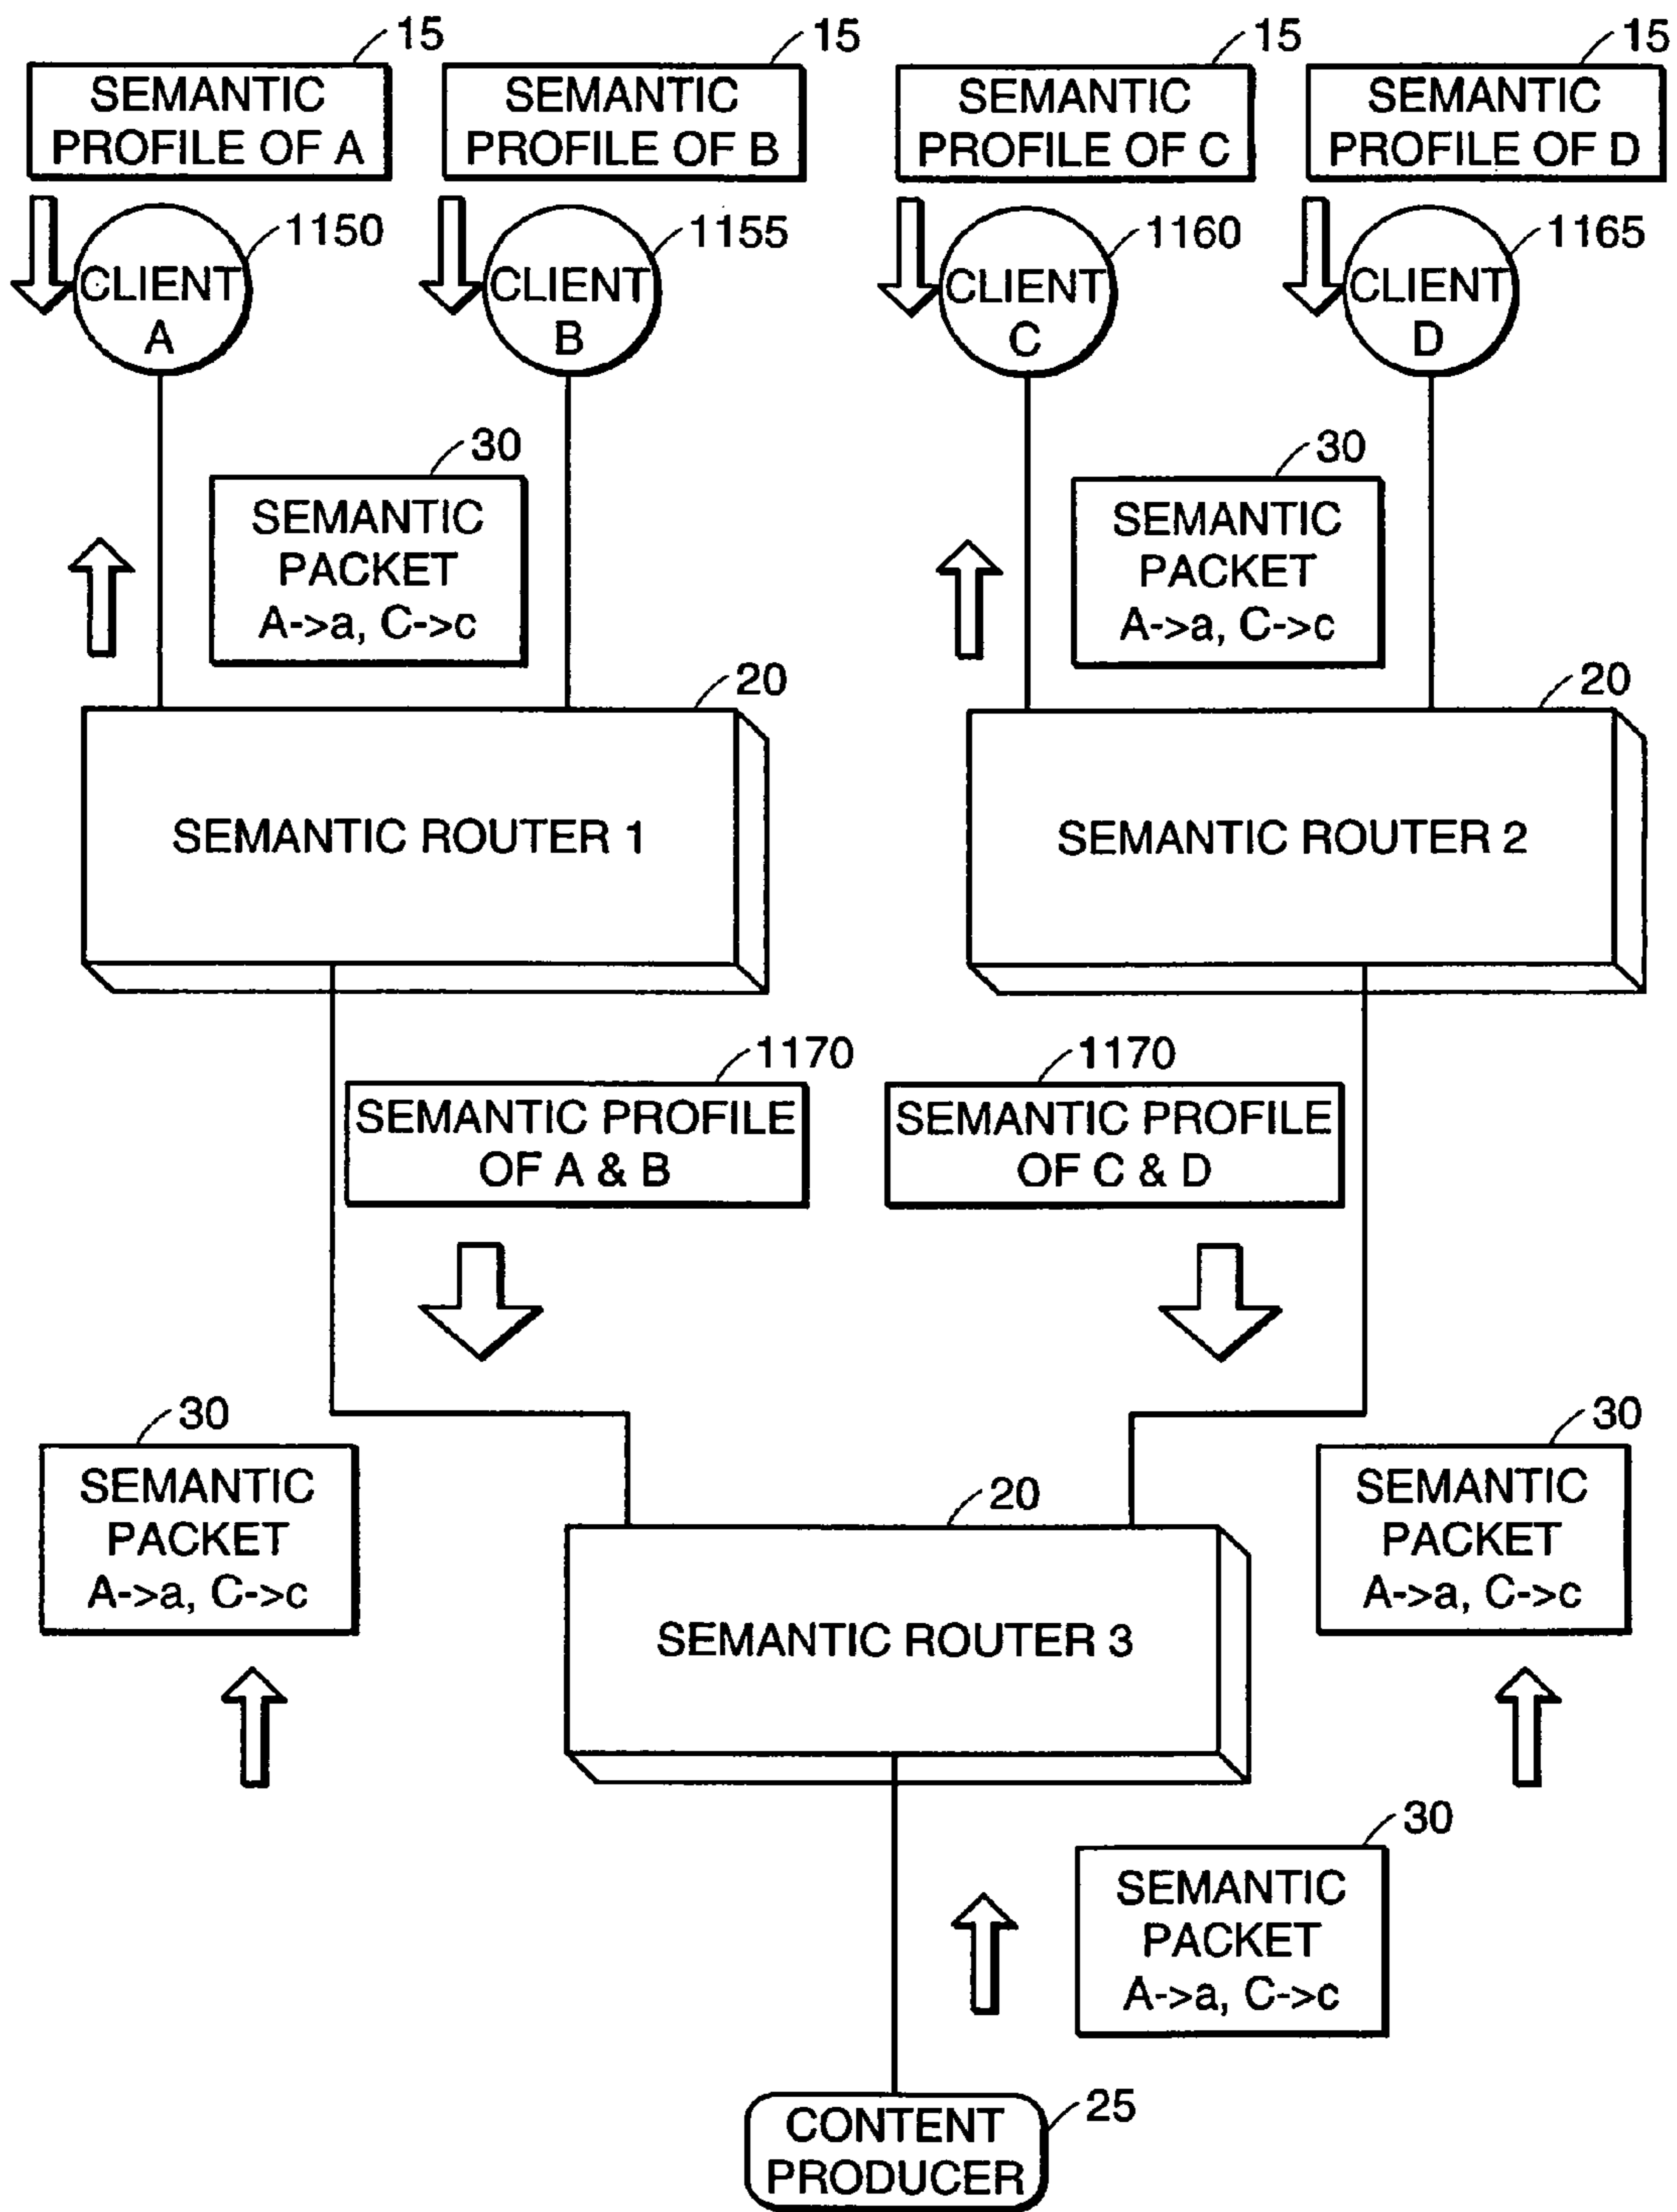 15
15
15
15
SEMANTIC
PROFILE OF A
SEMANTIC
PROFILE OF B
SEMANTIC
PROFILE OF C
SEMANTIC
PROFILE OF D
1150
1155
1160
1165
CLIENT
A
CLIENT
B
CLIENT
C
CLIENT
D
30
SEMANTIC
PACKET
A->a, C->c
30
SEMANTIC
PACKET
A->a, C->c
20
20
SEMANTIC ROUTER 1
SEMANTIC ROUTER 2
1170
SEMANTIC PROFILE
OF A & B
1170
SEMANTIC PROFILE
OF C & D
30
SEMANTIC
PACKET
A->a, C->c
30
SEMANTIC
PACKET
A->a, C->c
20
SEMANTIC ROUTER 3
30
SEMANTIC
PACKET
A->a, C->c
25
CONTENT
PRODUCER